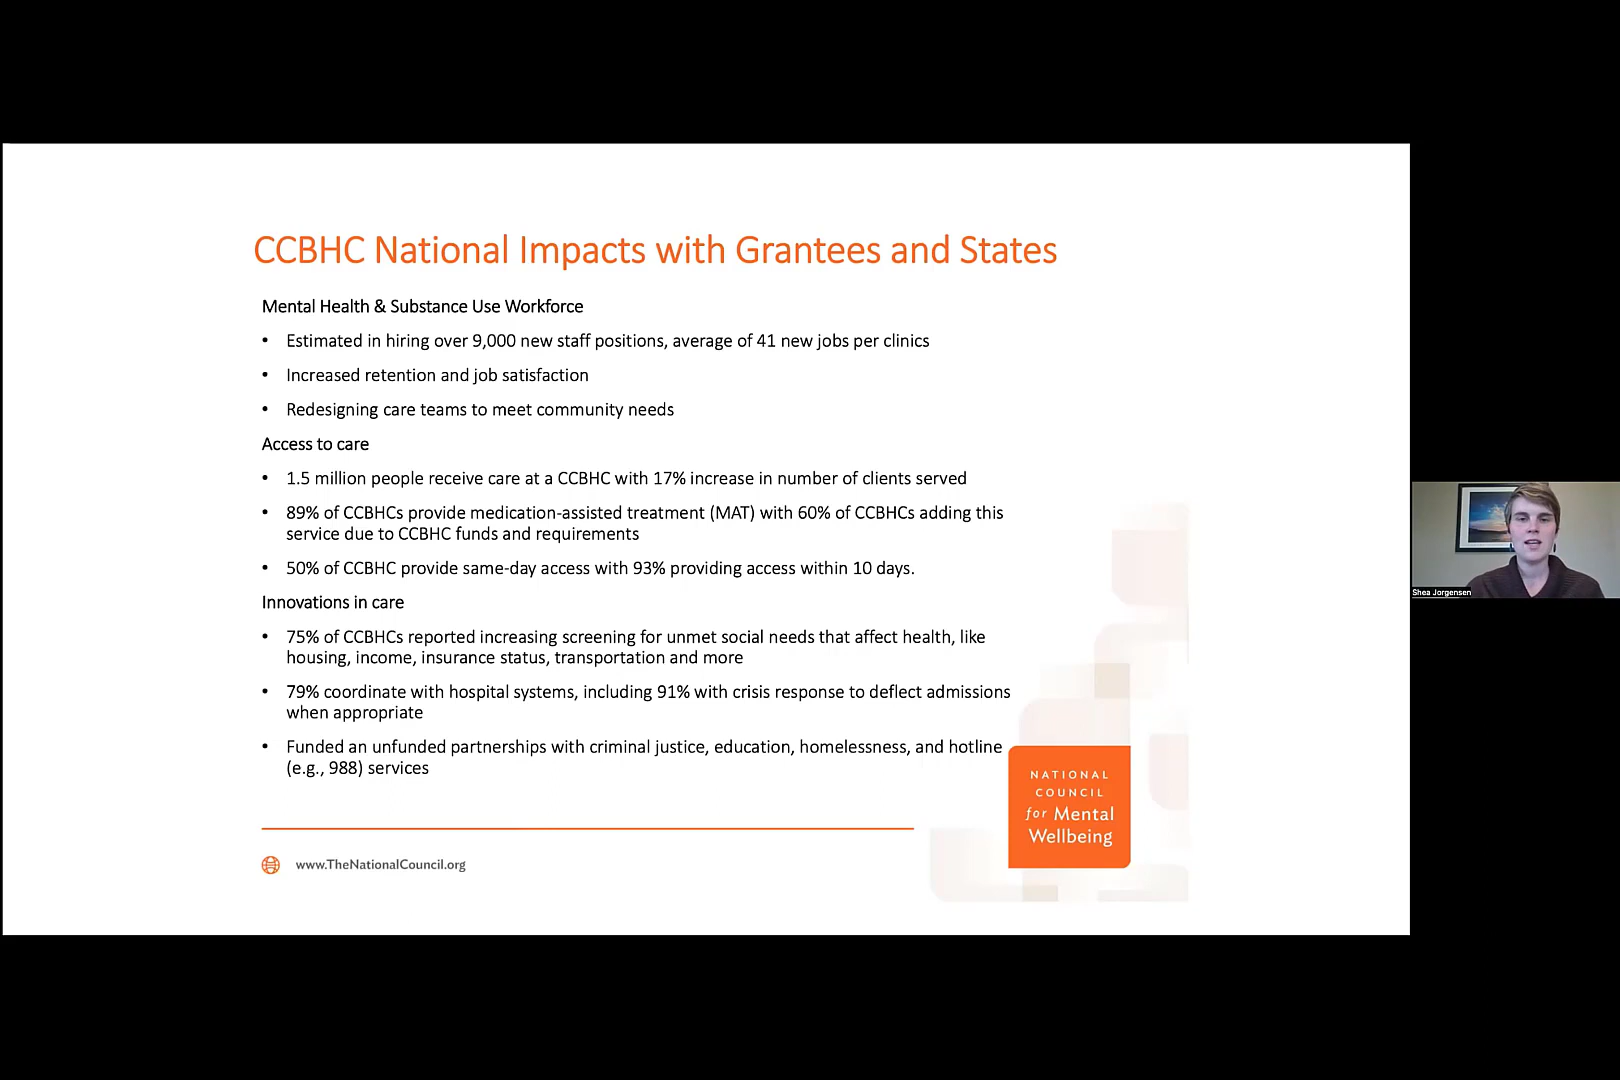 CCBHC National Impacts with Grantees and States
Mental Health & Substance Use Workforce
• Estimated in hiring over 9,000 new staff positions, average of 41 new jobs per clinics
• Increased retention and job satisfaction
• Redesigning care teams to meet community needs
Access to care
• 1.5 million people receive care at a CCBHC with 17% increase in number of clients served
• 89% of CCBHCs provide medication-assisted treatment (MAT) with 60% of CCBHCs adding this
service due to CCBHC funds and requirements
• 50% of CCBHC provide same-day access with 93% providing access within 10 days.
Innovations in care
• 75% of CCBHCs reported increasing screening for unmet social needs that affect health, like
housing, income, insurance status, transportation and more
• 79% coordinate with hospital systems, including 91% with crisis response to deflect admissions
when appropriate
• Funded an unfunded partnerships with criminal justice, education, homelessness, and hotline
(e.g., 988) services
NATIONAL
COUNCIL
for Mental
Wellbeing
www.TheNationalCouncil.org
Shea Jorgensen